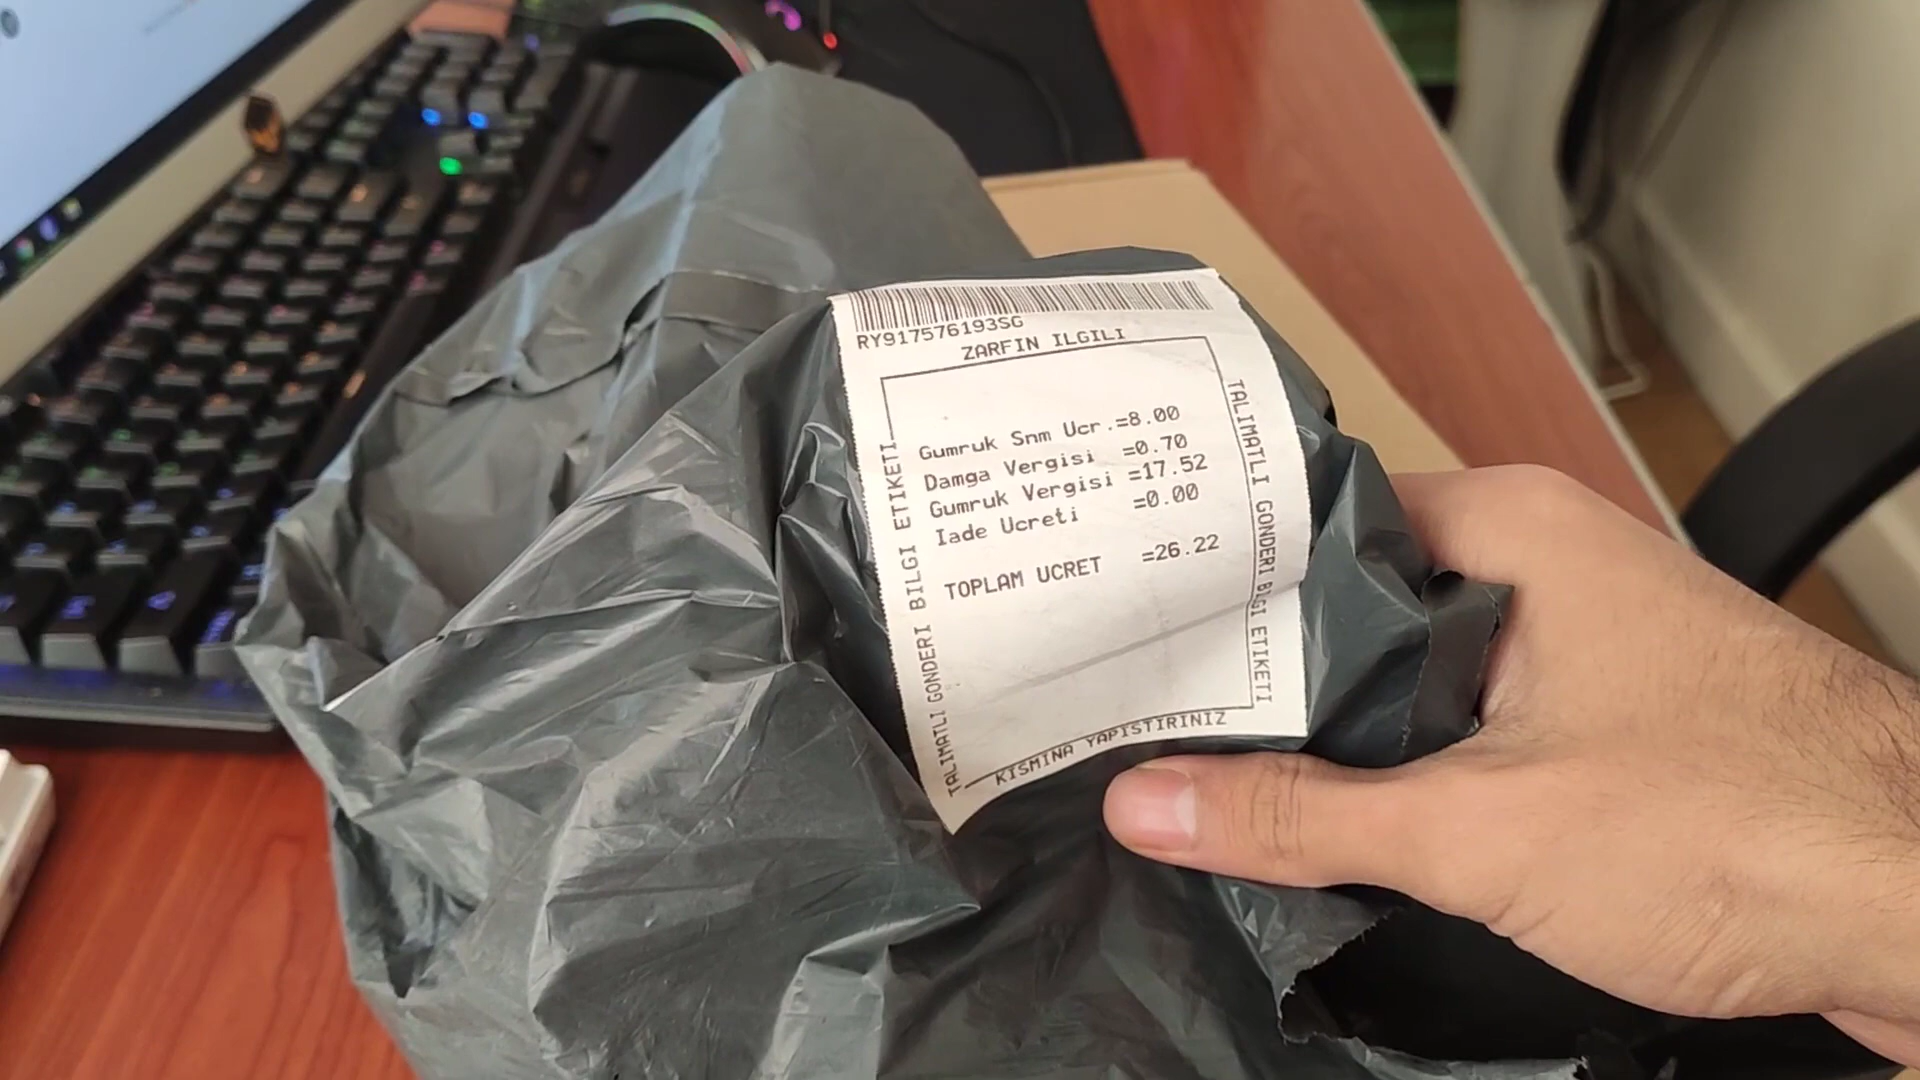 RY917576193SG
ZARFIN ILGILI
Gumruk Snm Ucr.=8.00
Damga Vergisi =0.70
Gumruk Vergisi =17.52
Iade Ucreti =0.00
TOPLAM UCRET =26.22
TALIMATLI GONDERI BILGI ETIKETI
TALIMATLI GONDERI BILGI ETIKETI
KISMINA YAPISTIRINIZ